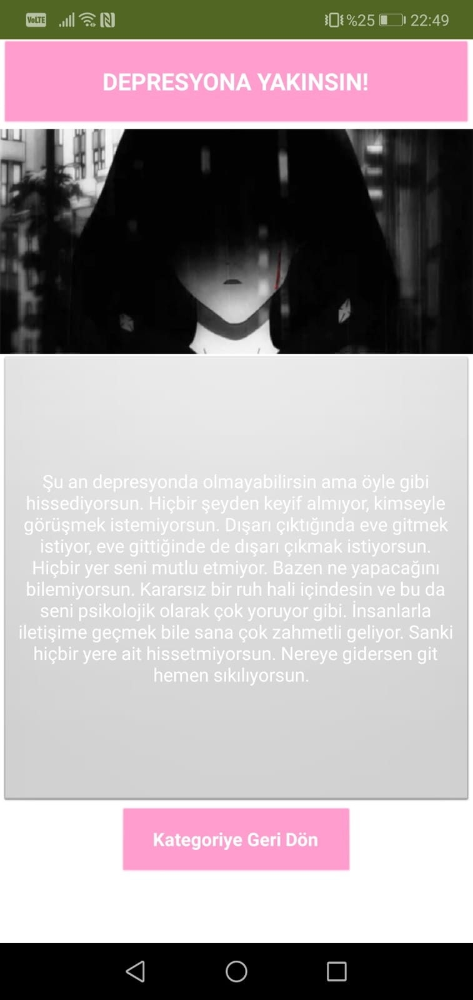 VoLTE %25 22:49
DEPRESYONA YAKINSIN!
Şu an depresyonda olmayabilirsin ama öyle gibi
hissediyorsun. Hiçbir şeyden keyif almıyor, kimseyle
görüşmek istemiyorsun. Dışarı çıktığında eve gitmek
istiyor, eve gittiğinde de dışarı çıkmak istiyorsun.
Hiçbir yer seni mutlu etmiyor. Bazen ne yapacağını
bilemiyorsun. Kararsız bir ruh hali içindesin ve bu da
seni psikolojik olarak çok yoruyor gibi. İnsanlarla
iletişime geçmek bile sana çok zahmetli geliyor. Sanki
hiçbir yere ait hissetmiyorsun. Nereye gidersen git
hemen sıkılıyorsun.
Kategoriye Geri Dön